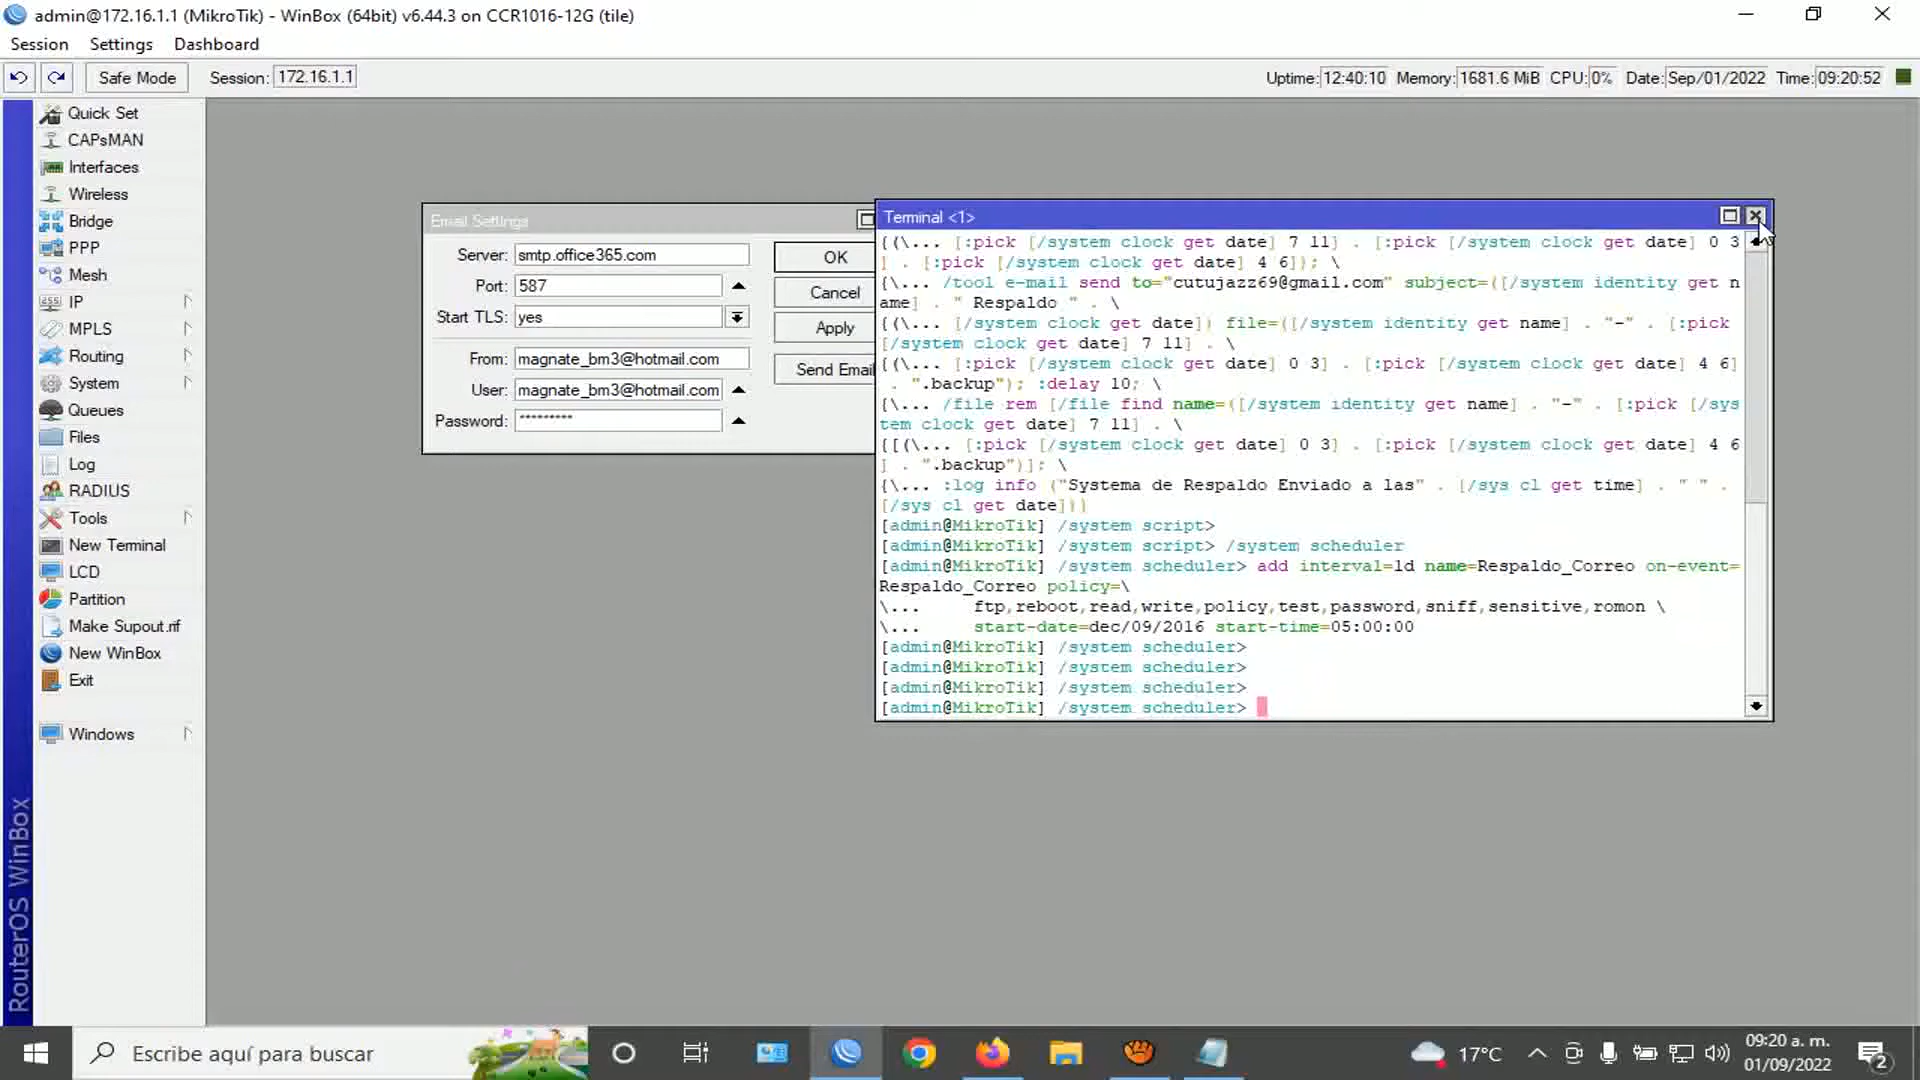 admin@172.16.1.1 (MikroTik) - WinBox (64bit) v6.44.3 on CCR1016-12G (tile)
Session Settings Dashboard
Safe Mode Session: 172.16.1.1 Uptime: 12:40:10 Memory: 1681.6 MiB CPU: 0% Date: Sep/01/2022 Time: 09:20:52
Quick Set
CAPsMAN
Interfaces
Wireless
Bridge
PPP
Mesh
IP
MPLS
Routing
System
Queues
Files
Log
RADIUS
Tools
New Terminal
LCD
Partition
Make Supout.rif
New WinBox
Exit
Windows
RouterOS WinBox
Email Settings
Server: smtp.office365.com
Port: 587
Start TLS: yes
From: magnate_bm3@hotmail.com
User: magnate_bm3@hotmail.com
Password: *********
OK
Cancel
Apply
Send Email
Terminal <1>
[(\... [:pick [/system clock get date] 7 11] . [:pick [/system clock get date] 0 3
] . [:pick [/system clock get date] 4 6]); \
{\... /tool e-mail send to="cutujazz69@gmail.com" subject=([/system identity get n
ame] . " Respaldo " . \
[(\... [/system clock get date]) file=([/system identity get name] . "-" . [:pick
[/system clock get date] 7 11] . \
[(\... [:pick [/system clock get date] 0 3] . [:pick [/system clock get date] 4 6]
. ".backup"); :delay 10; \
{\... /file rem [/file find name=([/system identity get name] . "-" . [:pick [/sys
tem clock get date] 7 11] . \
[[(\... [:pick [/system clock get date] 0 3] . [:pick [/system clock get date] 4 6
] . ".backup")]; \
{\... :log info ("Systema de Respaldo Enviado a las" . [/sys cl get time] . " " .
[/sys cl get date])}
[admin@MikroTik] /system script>
[admin@MikroTik] /system script> /system scheduler
[admin@MikroTik] /system scheduler> add interval=1d name=Respaldo_Correo on-event=
Respaldo_Correo policy=\
\... ftp,reboot,read,write,policy,test,password,sniff,sensitive,romon \
\... start-date=dec/09/2016 start-time=05:00:00
[admin@MikroTik] /system scheduler>
[admin@MikroTik] /system scheduler>
[admin@MikroTik] /system scheduler>
[admin@MikroTik] /system scheduler>
Escribe aquí para buscar
17°C
09:20 a. m.
01/09/2022
2